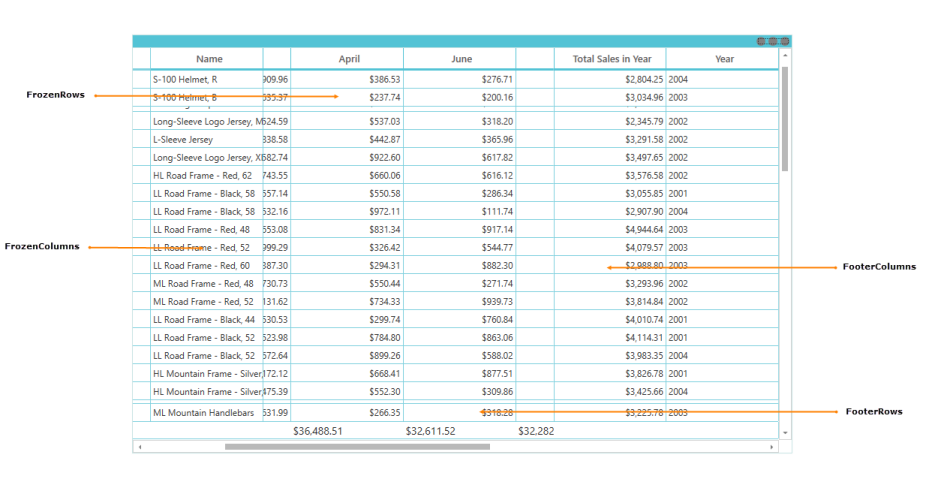 Name April June Total Sales in Year Year
S-100 Helmet, R 909.96 $386.53 $276.71 $2,804.25 2004
FrozenRows
S-100 Helmet, B 035.37 $237.74 $200.16 $3,034.96 2003
Long-Sleeve Logo Jersey, M 624.59 $537.03 $318.20 $2,345.79 2002
L-Sleeve Jersey 338.58 $442.87 $365.96 $3,291.58 2002
Long-Sleeve Logo Jersey, X 682.74 $922.60 $617.82 $3,497.65 2002
HL Road Frame - Red, 62 743.55 $660.06 $616.12 $3,576.58 2002
LL Road Frame - Black, 58 657.14 $550.58 $286.34 $3,055.85 2001
LL Road Frame - Black, 58 632.16 $972.11 $111.74 $2,907.90 2004
LL Road Frame - Red, 48 653.08 $831.34 $917.14 $4,944.64 2003
FrozenColumns
LL Road Frame - Red, 52 999.29 $326.42 $544.77 $4,079.57 2003
LL Road Frame - Red, 60 387.30 $294.31 $882.30 $2,988.80 2003
FooterColumns
ML Road Frame - Red, 48 730.73 $550.44 $271.74 $3,293.96 2002
ML Road Frame - Red, 52 131.62 $734.33 $939.73 $3,814.84 2002
LL Road Frame - Black, 44 630.53 $299.74 $760.84 $4,010.74 2001
LL Road Frame - Black, 52 623.98 $784.80 $863.06 $4,114.31 2001
LL Road Frame - Black, 52 672.64 $899.26 $588.02 $3,983.35 2004
HL Mountain Frame - Silver, 172.12 $668.41 $877.51 $3,826.78 2001
HL Mountain Frame - Silver, 475.39 $552.30 $309.86 $3,425.66 2004
ML Mountain Handlebars 631.99 $266.35 $318.28 $3,225.78 2003
FooterRows
$36,488.51 $32,611.52 $32,282